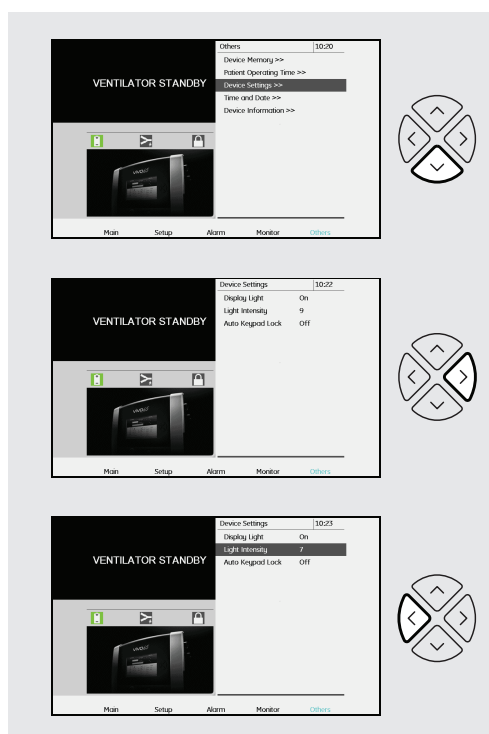 Others 10:20
Device Memory >>
Patient Operating Time >>
Device Settings >>
Time and Date >>
Device Information >>
VENTILATOR STANDBY
VIVO
Main Setup Alarm Monitor Others
Device Settings 10:22
Display Light On
Light Intensity 9
Auto Keypad Lock Off
VENTILATOR STANDBY
VIVO
Main Setup Alarm Monitor Others
Device Settings 10:23
Display Light On
Light Intensity 7
Auto Keypad Lock Off
VENTILATOR STANDBY
VIVO
Main Setup Alarm Monitor Others